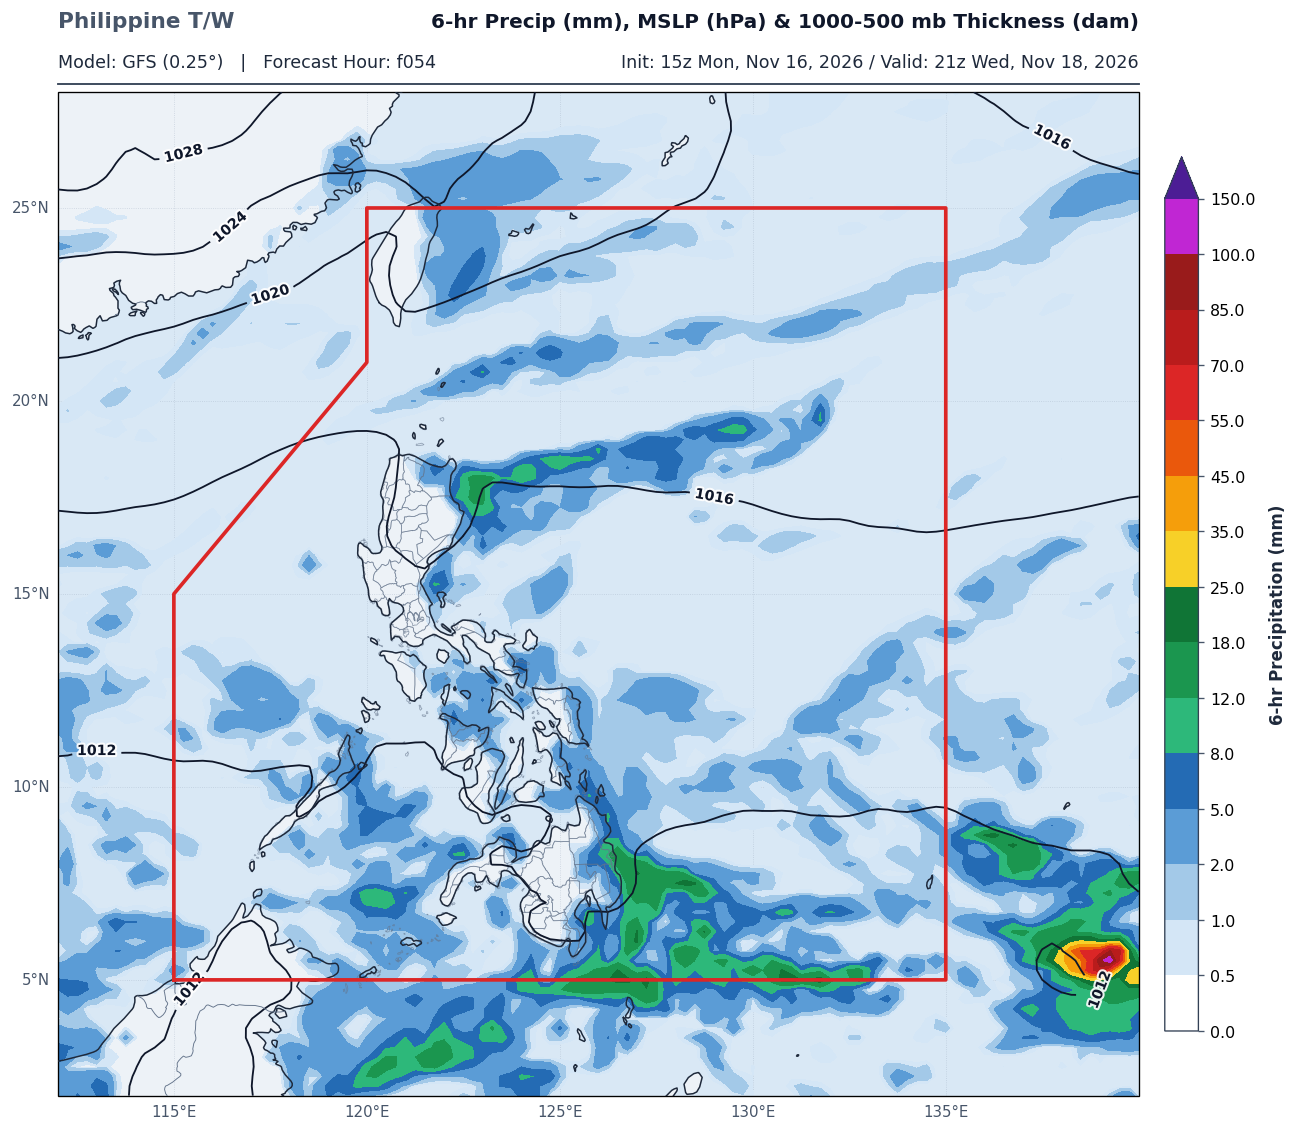 Philippine T/W
6-hr Precip (mm), MSLP (hPa) & 1000-500 mb Thickness (dam)
Model: GFS (0.25°) | Forecast Hour: f054
Init: 15z Mon, Nov 16, 2026 / Valid: 21z Wed, Nov 18, 2026
1028
1016
1024
1020
1016
1012
1012
1012
25°N
20°N
15°N
10°N
5°N
115°E
120°E
125°E
130°E
135°E
150.0
100.0
85.0
70.0
55.0
45.0
35.0
25.0
18.0
12.0
8.0
5.0
2.0
1.0
0.5
0.0
6-hr Precipitation (mm)